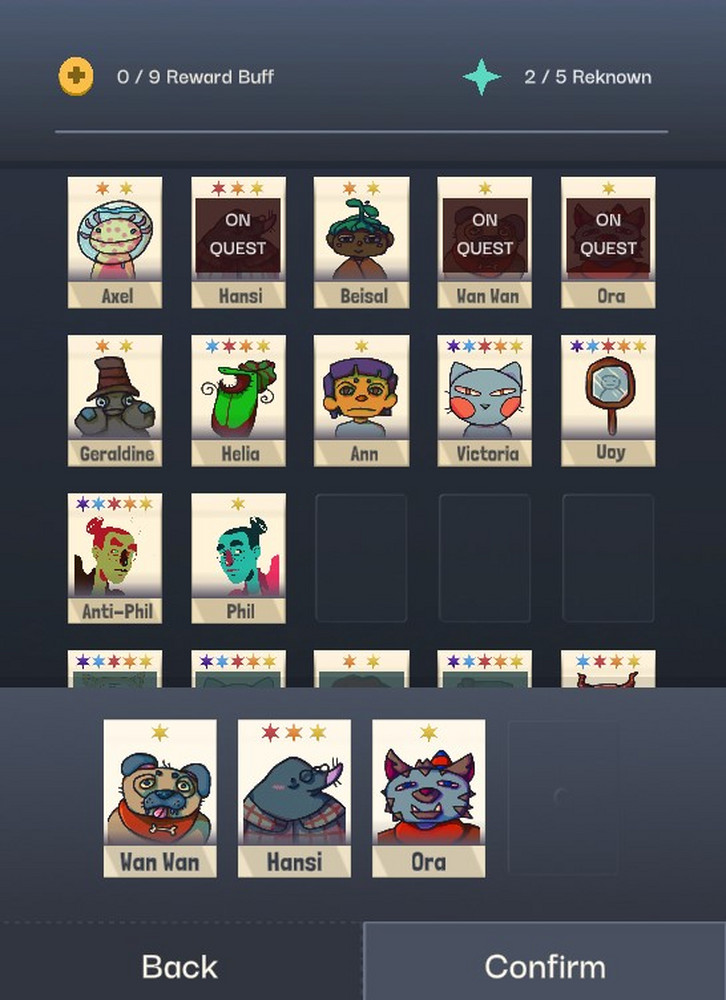 0 / 9 Reward Buff
2 / 5 Reknown
ON QUEST
ON QUEST
ON QUEST
Axel
Hansi
Beisal
Wan Wan
Ora
Geraldine
Helia
Ann
Victoria
Uoy
Anti-Phil
Phil
Wan Wan
Hansi
Ora
Back
Confirm